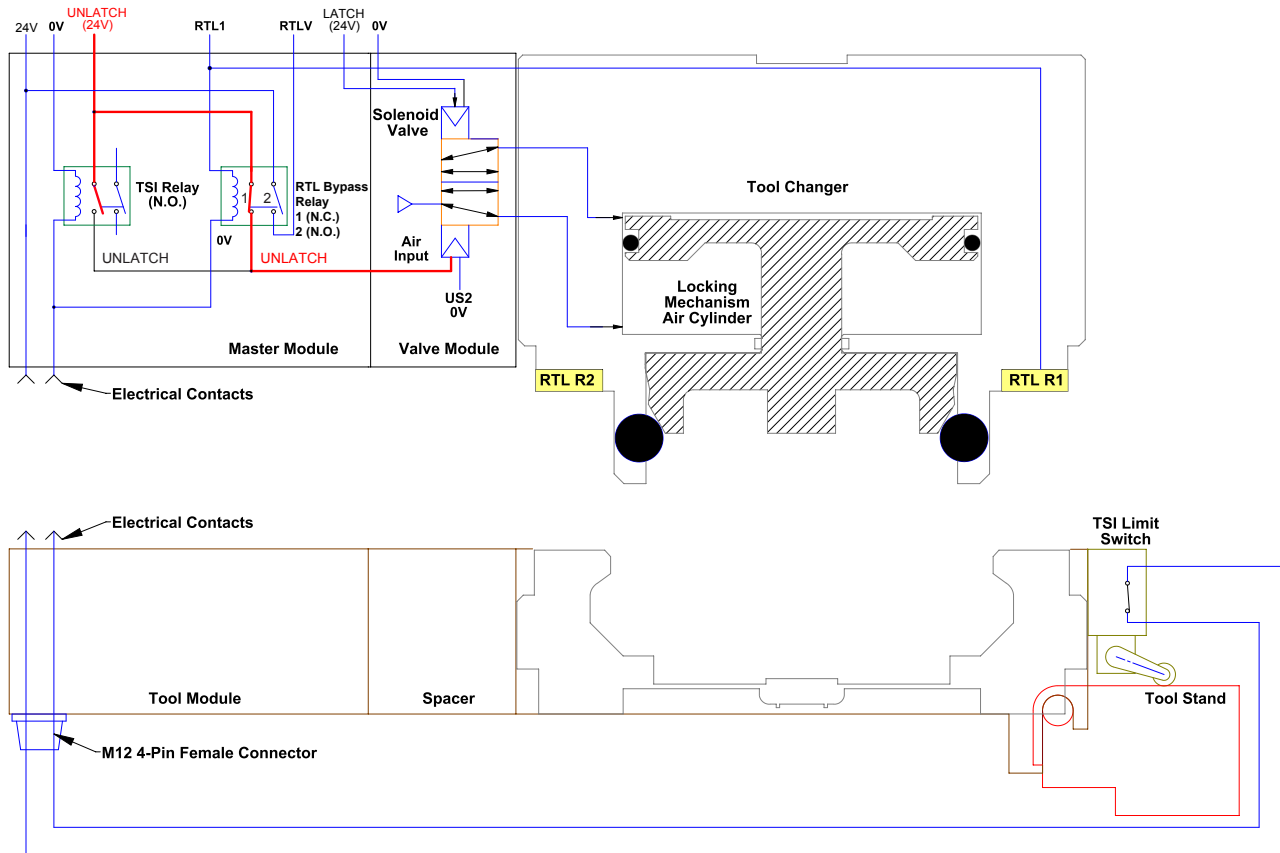 UNLATCH
(24V)
24V
0V
RTL1
RTLV
LATCH
(24V)
0V
Solenoid
Valve
TSI Relay
(N.O.)
1
2
RTL Bypass
Relay
1 (N.C.)
2 (N.O.)
0V
Air
Input
UNLATCH
UNLATCH
US2
0V
Master Module
Valve Module
Tool Changer
Locking
Mechanism
Air Cylinder
RTL R2
RTL R1
Electrical Contacts
Electrical Contacts
TSI Limit
Switch
Tool Module
Spacer
Tool Stand
M12 4-Pin Female Connector